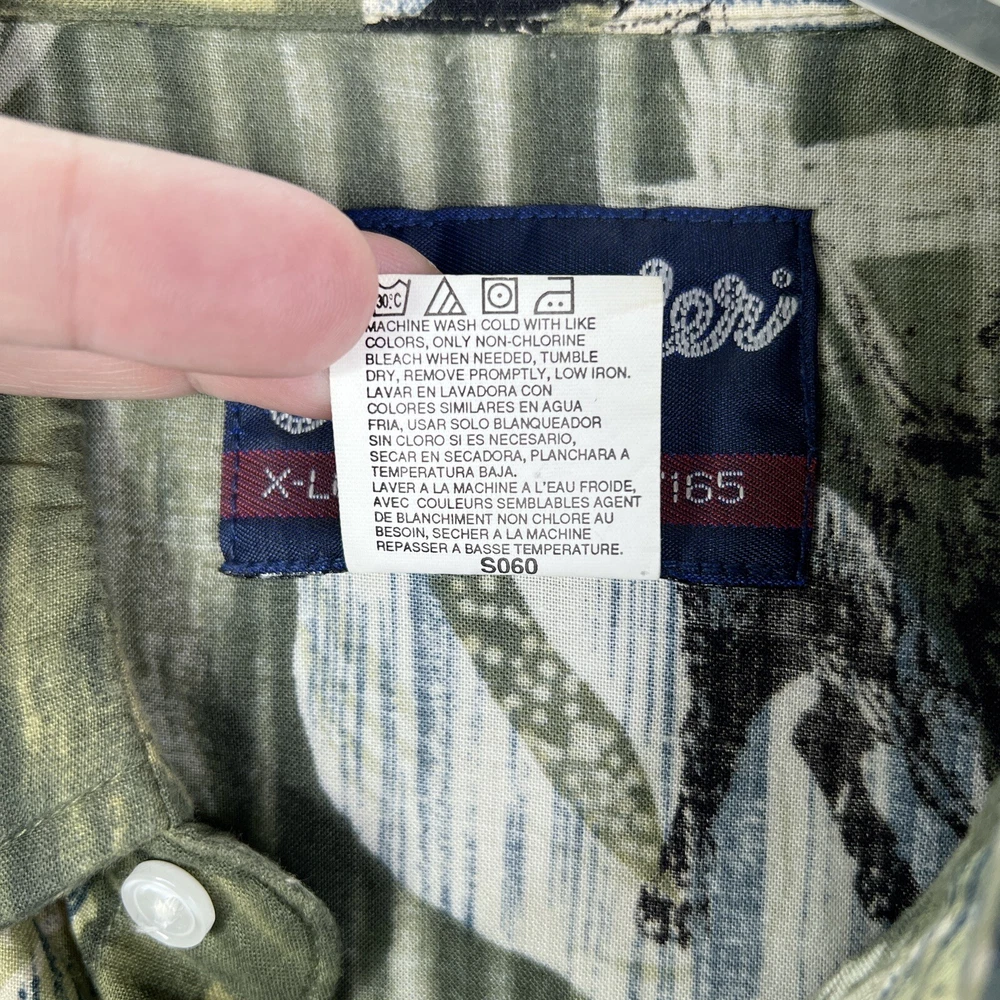 leri
30°C
MACHINE WASH COLD WITH LIKE
COLORS, ONLY NON-CHLORINE
BLEACH WHEN NEEDED, TUMBLE
DRY, REMOVE PROMPTLY, LOW IRON.
LAVAR EN LAVADORA CON
COLORES SIMILARES EN AGUA
FRIA, USAR SOLO BLANQUEADOR
SIN CLORO SI ES NECESARIO,
SECAR EN SECADORA, PLANCHAR A
TEMPERATURA BAJA.
LAVER A LA MACHINE A L'EAU FROIDE,
AVEC COULEURS SEMBLABLES AGENT
DE BLANCHIMENT NON CHLORE AU
BESOIN, SECHER A LA MACHINE
REPASSER A BASSE TEMPERATURE.
S060
X-L 165